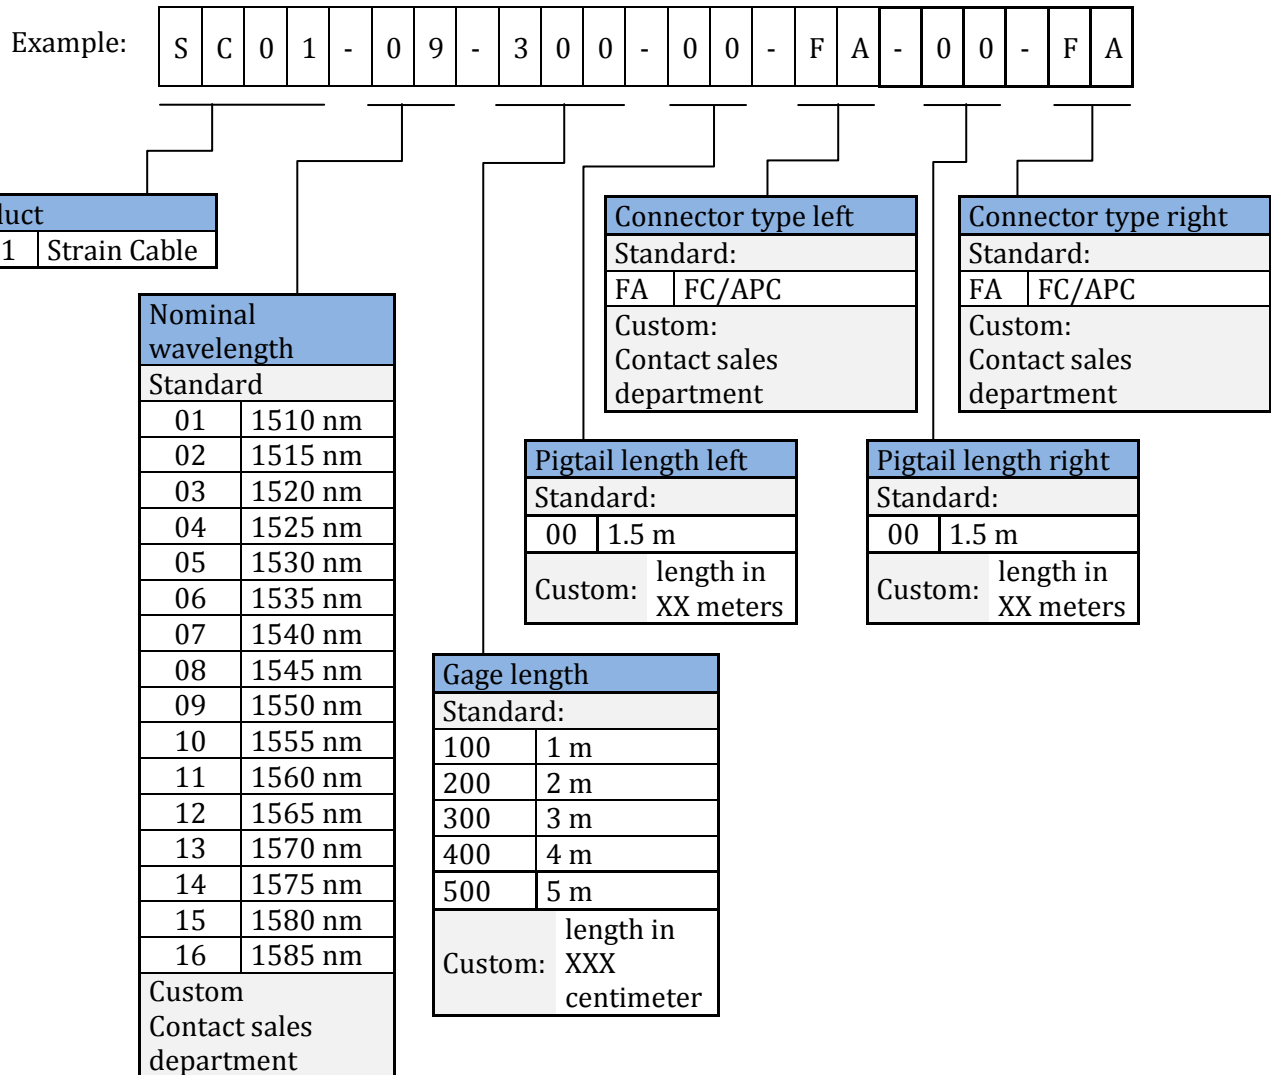 Example: S C 0 1 - 0 9 - 3 0 0 - 0 0 - F A - 0 0 - F A
duct
1 Strain Cable
Nominal
wavelength
Standard
01 1510 nm
02 1515 nm
03 1520 nm
04 1525 nm
05 1530 nm
06 1535 nm
07 1540 nm
08 1545 nm
09 1550 nm
10 1555 nm
11 1560 nm
12 1565 nm
13 1570 nm
14 1575 nm
15 1580 nm
16 1585 nm
Custom
Contact sales
department
Gage length
Standard:
100 1 m
200 2 m
300 3 m
400 4 m
500 5 m
Custom: length in
XXX
centimeter
Pigtail length left
Standard:
00 1.5 m
Custom: length in
XX meters
Connector type left
Standard:
FA FC/APC
Custom:
Contact sales
department
Pigtail length right
Standard:
00 1.5 m
Custom: length in
XX meters
Connector type right
Standard:
FA FC/APC
Custom:
Contact sales
department